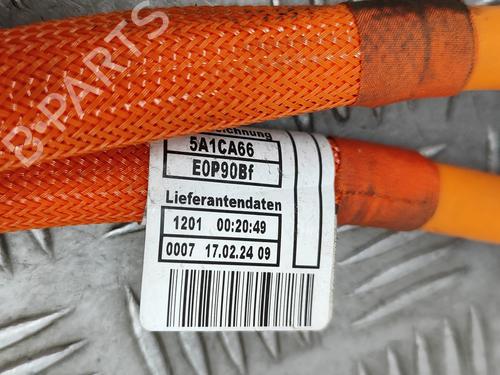 B-PARTS
5A1CA66
E0P90Bf
Lieferantendaten
1201 00:20:49
0007 17.02.24 09